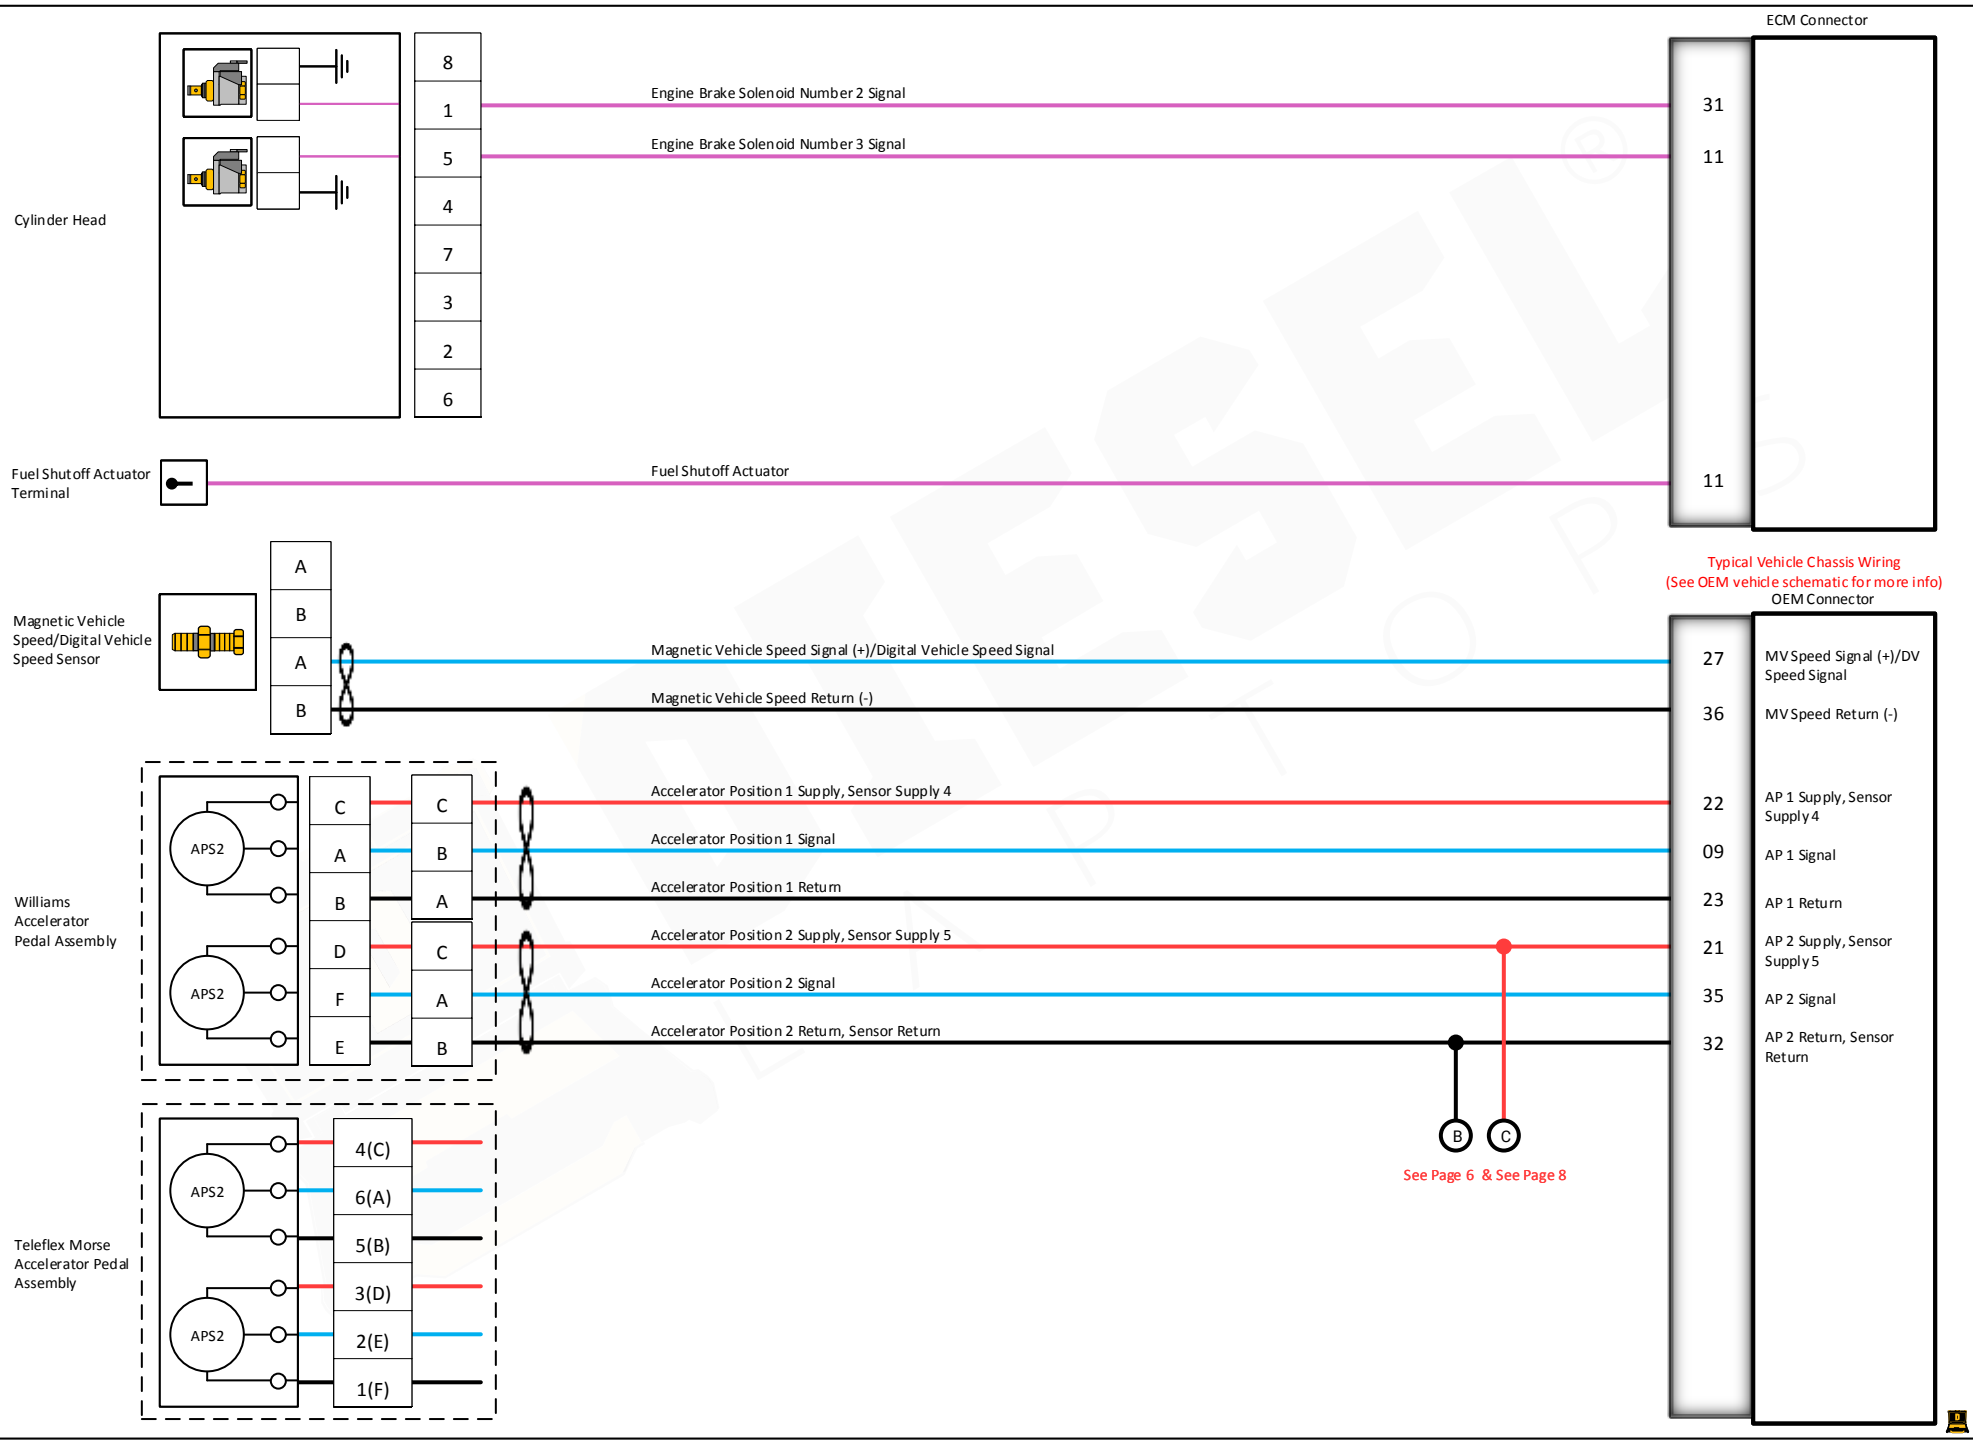 ECM Connector
8
1
5
4
7
3
2
6
Engine Brake Solenoid Number 2 Signal
31
Engine Brake Solenoid Number 3 Signal
11
Cylinder Head
Fuel Shutoff Actuator
Terminal
Fuel Shutoff Actuator
11
Typical Vehicle Chassis Wiring
(See OEM vehicle schematic for more info)
OEM Connector
Magnetic Vehicle
Speed/Digital Vehicle
Speed Sensor
A
B
A
B
Magnetic Vehicle Speed Signal (+)/Digital Vehicle Speed Signal
27
MV Speed Signal (+)/DV
Speed Signal
Magnetic Vehicle Speed Return (-)
36
MV Speed Return (-)
Williams
Accelerator
Pedal Assembly
APS2
APS2
C
A
B
D
F
E
C
B
A
C
A
B
Accelerator Position 1 Supply, Sensor Supply 4
22
AP 1 Supply, Sensor
Supply 4
Accelerator Position 1 Signal
09
AP 1 Signal
Accelerator Position 1 Return
23
AP 1 Return
Accelerator Position 2 Supply, Sensor Supply 5
21
AP 2 Supply, Sensor
Supply 5
Accelerator Position 2 Signal
35
AP 2 Signal
Accelerator Position 2 Return, Sensor Return
32
AP 2 Return, Sensor
Return
B
C
See Page 6 & See Page 8
Teleflex Morse
Accelerator Pedal
Assembly
APS2
APS2
4(C)
6(A)
5(B)
3(D)
2(E)
1(F)
DIESEL ®
LAPTOPS